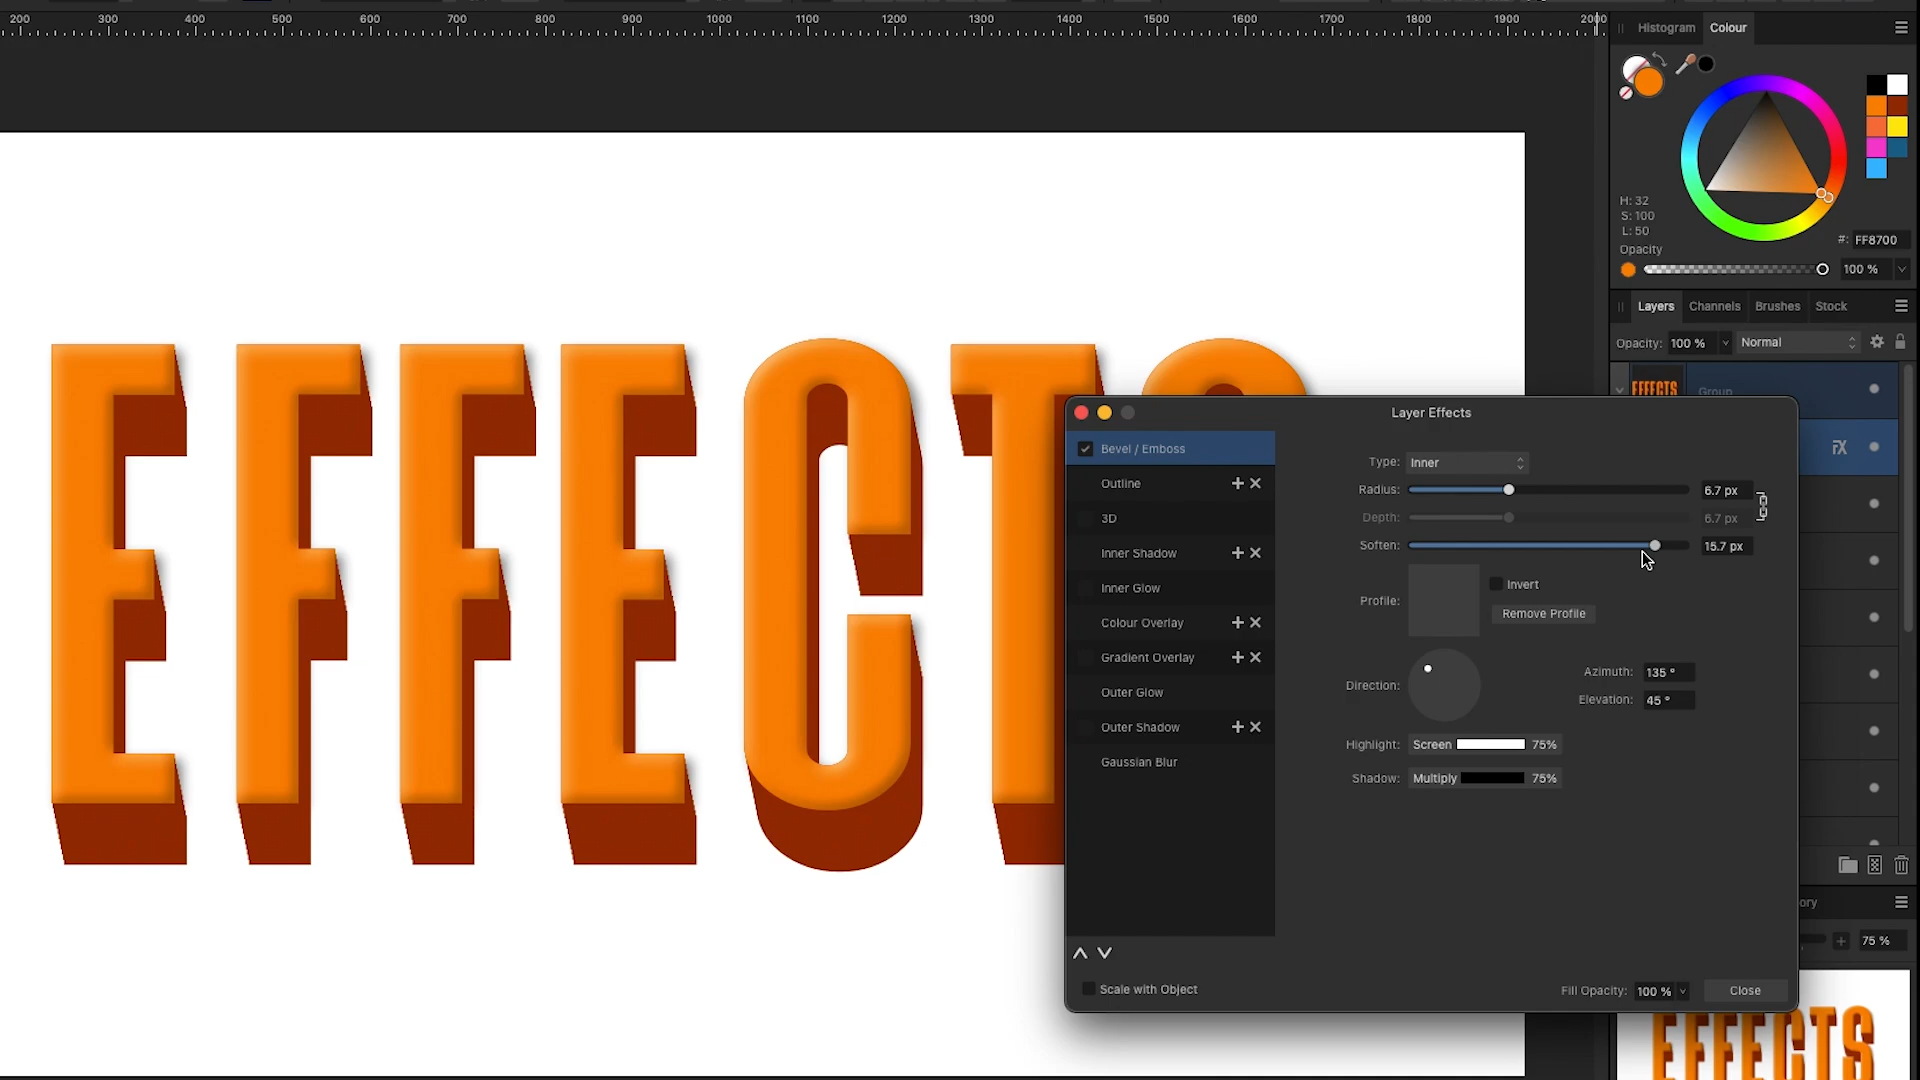 200 300 400 500 600 700 800 900 1000 1100 1200 1300 1400 1500 1600 1700 1800 1900 2000
Histogram Colour
H: 32
S: 100
L: 50
#: FF8700
Opacity
100 %
Layers Channels Brushes Stock
Opacity: 100 % Normal
EFFECTS Group
EFFECTS
Layer Effects
Bevel / Emboss
Outline
3D
Inner Shadow
Inner Glow
Colour Overlay
Gradient Overlay
Outer Glow
Outer Shadow
Gaussian Blur
Type: Inner
Radius: 6.7 px
Depth: 6.7 px
Soften: 15.7 px
Profile: Invert
Remove Profile
Direction: Azimuth: 135 °
Elevation: 45 °
Highlight: Screen 75%
Shadow: Multiply 75%
Scale with Object
Fill Opacity: 100 % Close
fx
ory
75 %
EFFECTS